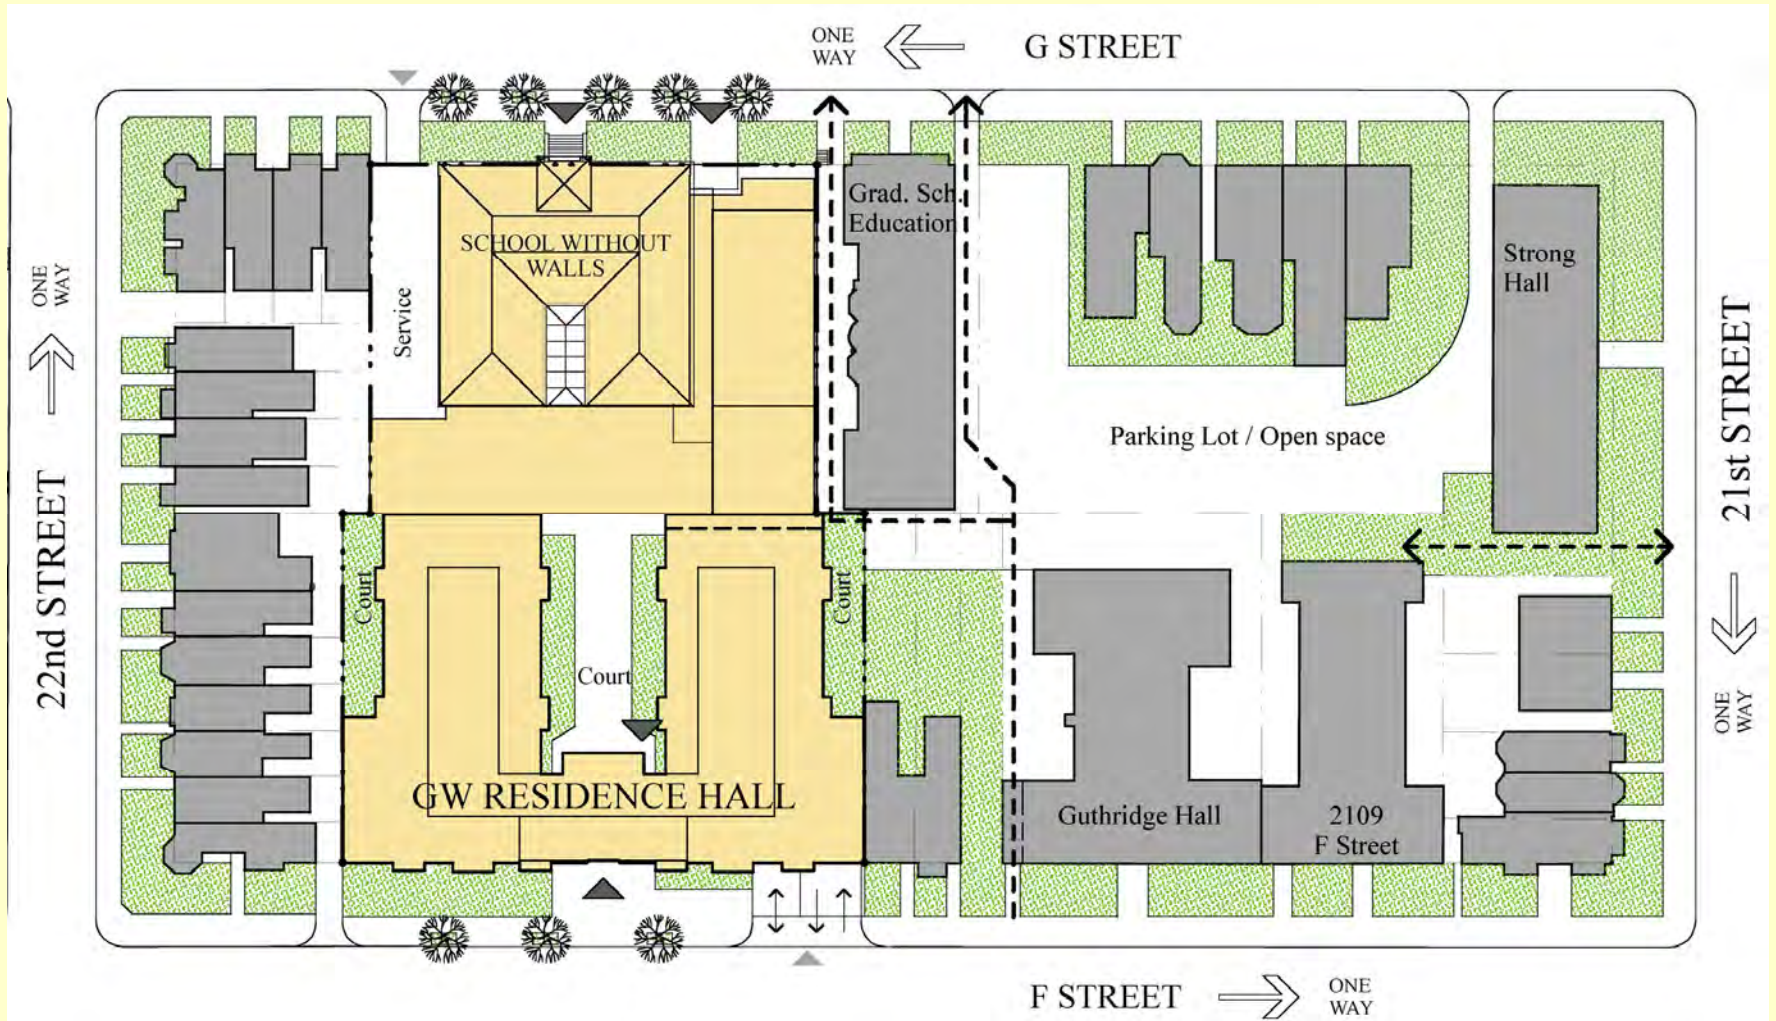 ONE
WAY
G STREET
Grad. Sch.
Education
SCHOOL WITHOUT
WALLS
Strong
Hall
ONE
WAY
Service
21st STREET
Parking Lot / Open space
22nd STREET
Court
Court
Court
ONE
WAY
GW RESIDENCE HALL
Guthridge Hall
2109
F Street
F STREET
ONE
WAY